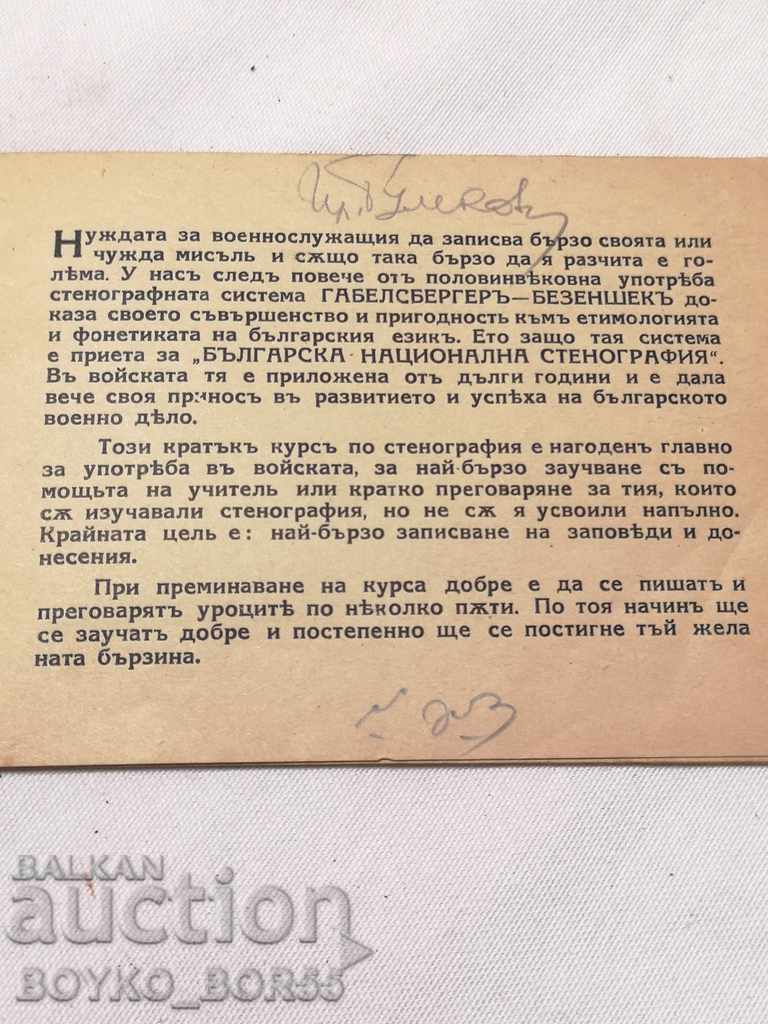 Нуждата за военнослужащия да записва бързо своята или
чужда мисъль и сѫщо така бързо да я разчита е го-
лѣма. У насъ следъ повече отъ половинвѣковна употрѣба
стенографната система ГАБЕЛСБЕРГЕРЪ—БЕЗЕНШЕКЪ до-
каза своето съвършенство и пригодность къмъ етимологията
и фонетиката на българския езикъ. Ето защо тая система
е приета за „БЪЛГАРСКА НАЦИОНАЛНА СТЕНОГРАФИЯ“.
Въ войската тя е приложена отъ дълги години и е дала
вече своя приносъ въ развитието и успѣха на българското
военно дѣло.
Този кратъкъ курсъ по стенография е нагоденъ главно
за употрѣба въ войската, за най-бързо заучване съ по-
мощьта на учитель или кратко преговаряне за тия, които
сѫ изучавали стенография, но не сѫ я усвоили напълно.
Крайната цель е: най-бързо записване на заповѣди и до-
несения.
При преминаване на курса добре е да се пишатъ и
преговарятъ уроцитѣ по нѣколко пѫти. По тоя начинъ ще
се заучатъ добре и постепенно ще се постигне тъй жела
ната бързина.
BALKAN
auction
BOYKO_BOR55